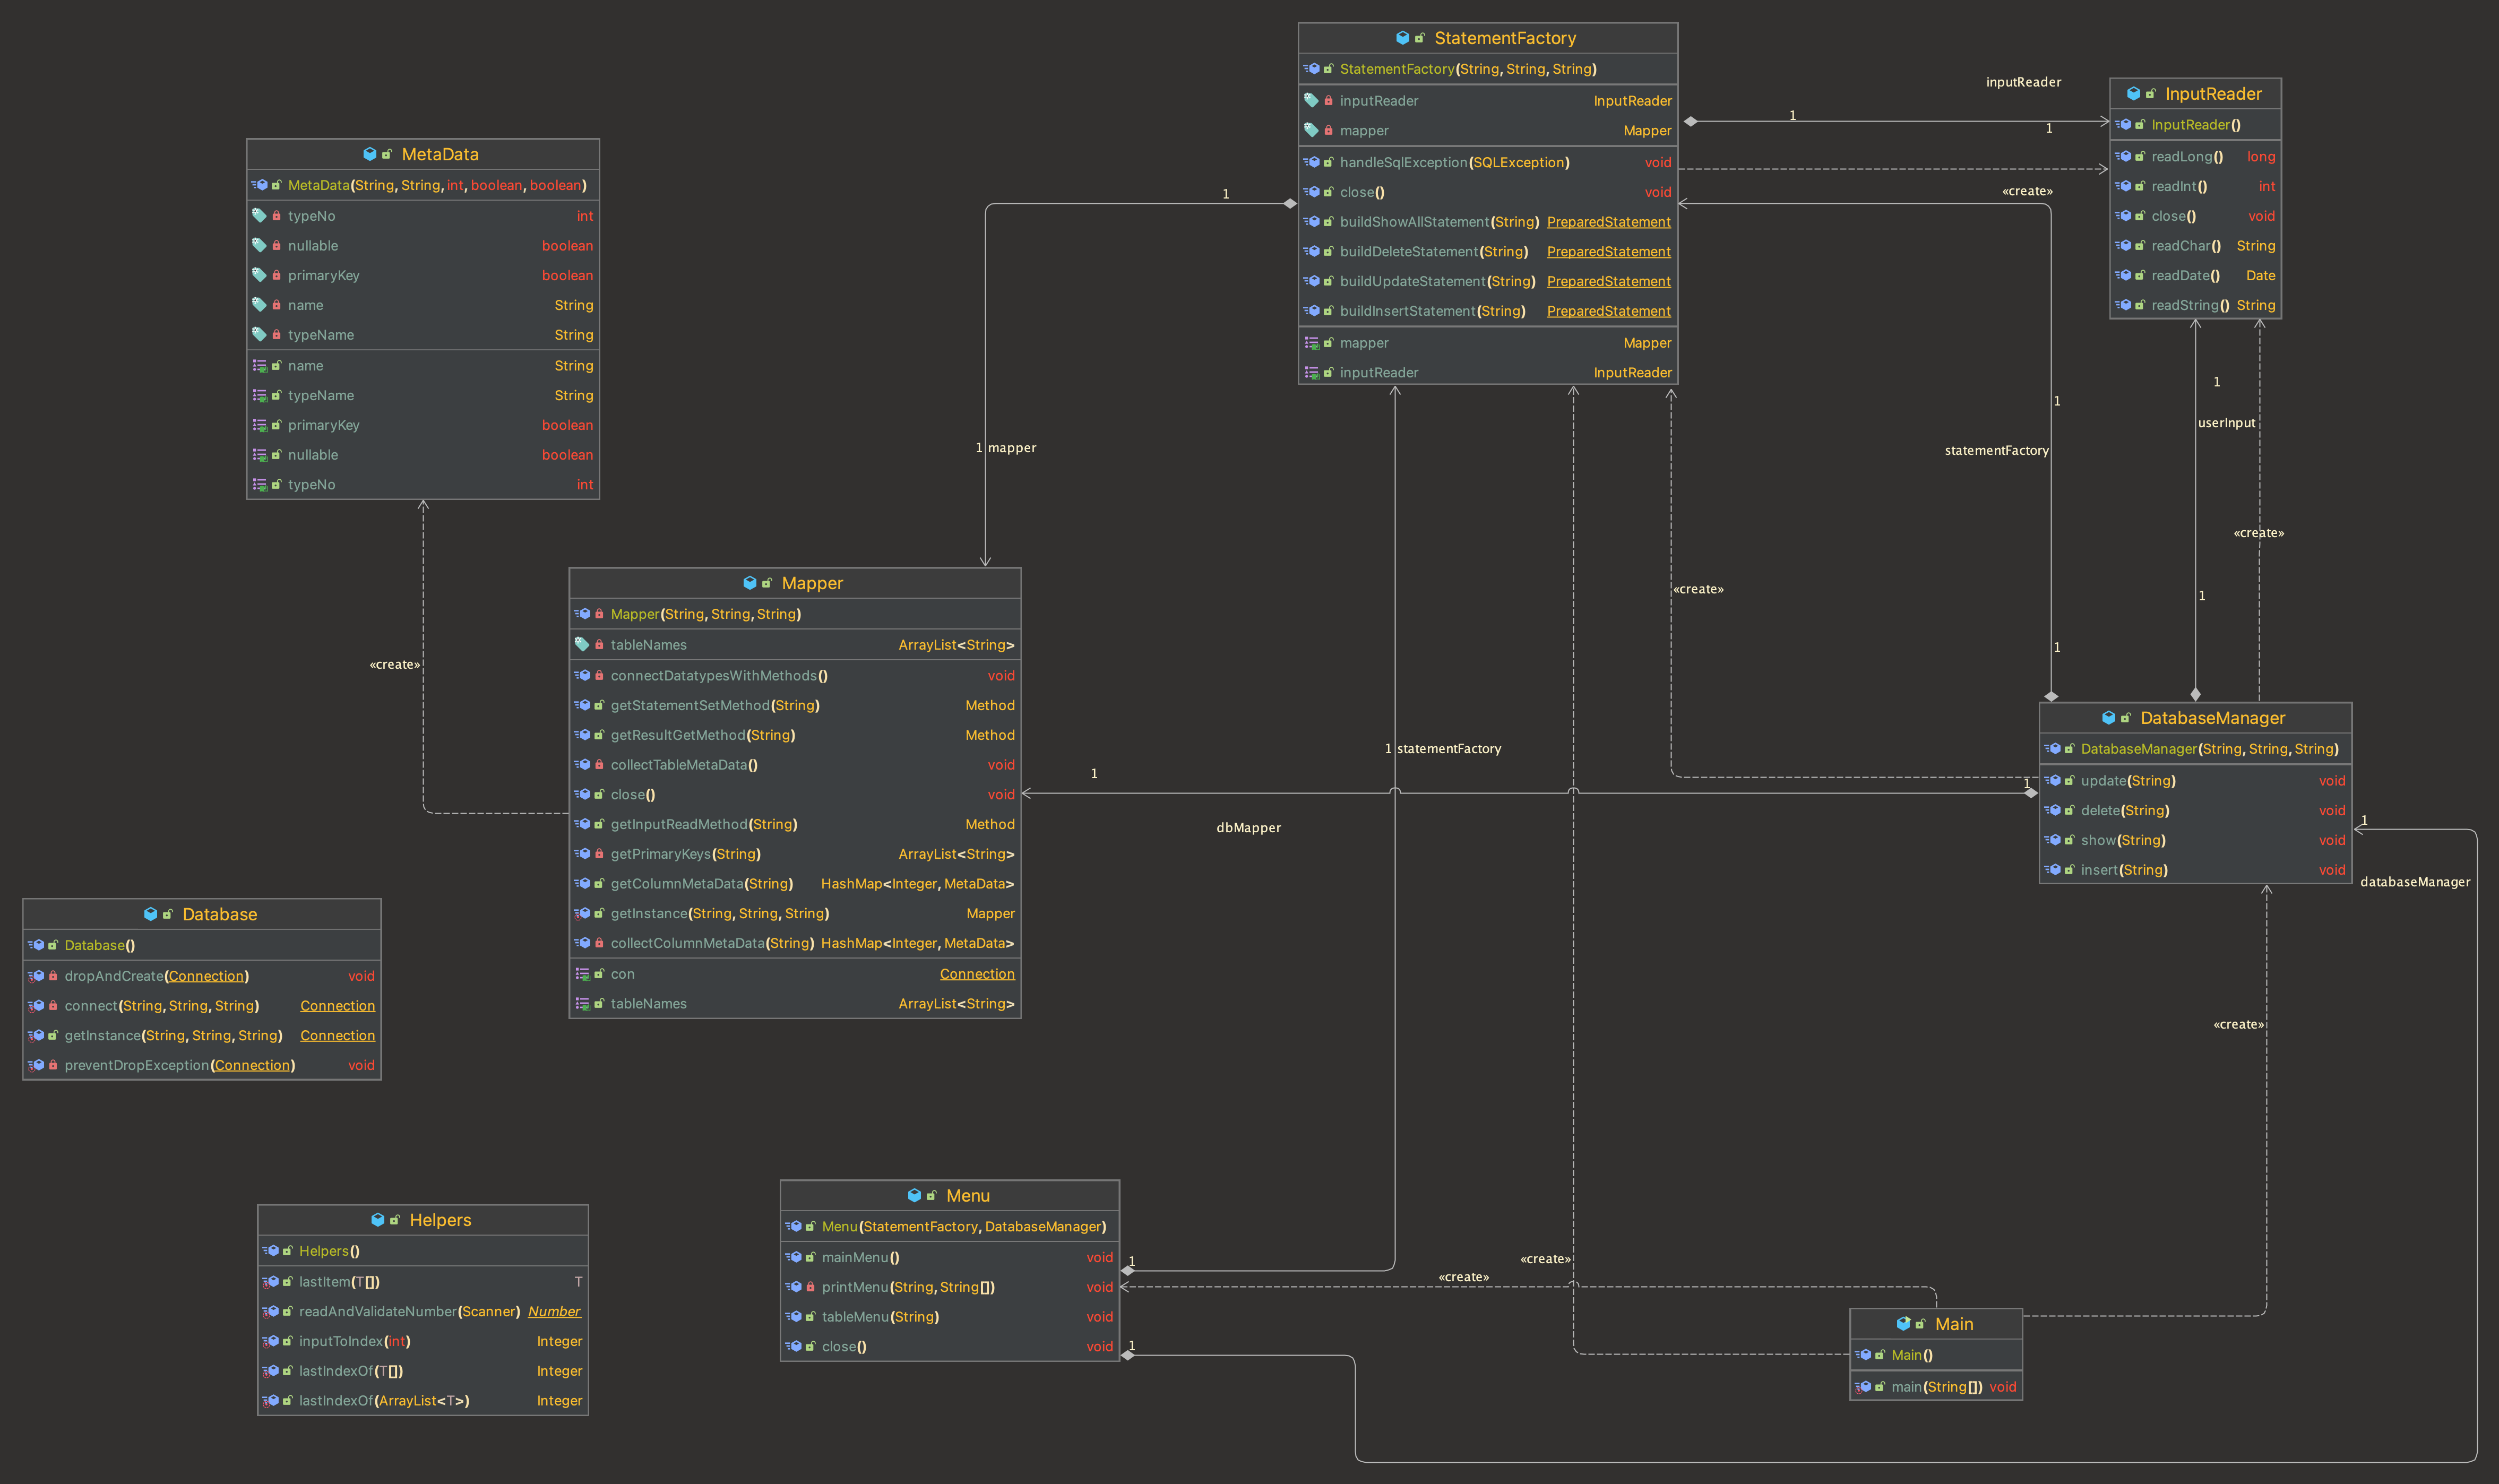 StatementFactory
StatementFactory(String, String, String)
inputReader InputReader
mapper Mapper
handleSqlException(SQLException) void
close() void
buildShowAllStatement(String) PreparedStatement
buildDeleteStatement(String) PreparedStatement
buildUpdateStatement(String) PreparedStatement
buildInsertStatement(String) PreparedStatement
mapper Mapper
inputReader InputReader
inputReader
1
1
«create»
InputReader
InputReader()
readLong() long
readInt() int
close() void
readChar() String
readDate() Date
readString() String
MetaData
MetaData(String, String, int, boolean, boolean)
typeNo int
nullable boolean
primaryKey boolean
name String
typeName String
name String
typeName String
primaryKey boolean
nullable boolean
typeNo int
1
1 mapper
1
statementFactory
1
1
userInput
1
«create»
«create»
«create»
Mapper
Mapper(String, String, String)
tableNames ArrayList<String>
connectDatatypesWithMethods() void
getStatementSetMethod(String) Method
getResultGetMethod(String) Method
collectTableMetaData() void
close() void
getInputReadMethod(String) Method
getPrimaryKeys(String) ArrayList<String>
getColumnMetaData(String) HashMap<Integer, MetaData>
getInstance(String, String, String) Mapper
collectColumnMetaData(String) HashMap<Integer, MetaData>
con Connection
tableNames ArrayList<String>
1 statementFactory
1
dbMapper
1
DatabaseManager
DatabaseManager(String, String, String)
update(String) void
delete(String) void
show(String) void
insert(String) void
1
databaseManager
«create»
Database
Database()
dropAndCreate(Connection) void
connect(String, String, String) Connection
getInstance(String, String, String) Connection
preventDropException(Connection) void
Helpers
Helpers()
lastItem(T[]) T
readAndValidateNumber(Scanner) Number
inputToIndex(int) Integer
lastIndexOf(T[]) Integer
lastIndexOf(ArrayList<T>) Integer
Menu
Menu(StatementFactory, DatabaseManager)
mainMenu() void
printMenu(String, String[]) void
tableMenu(String) void
close() void
1
1
«create»
«create»
Main
Main()
main(String[]) void